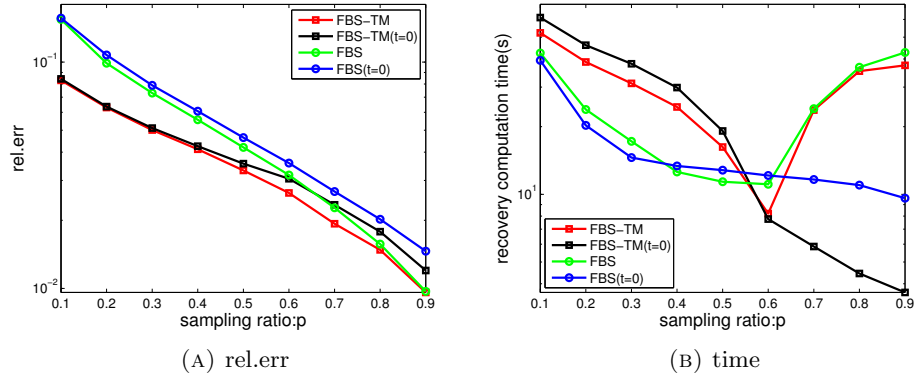 10⁻¹
10⁻²
rel.err
0.1 0.2 0.3 0.4 0.5 0.6 0.7 0.8 0.9
sampling ratio:p
FBS−TM
FBS−TM(t=0)
FBS
FBS(t=0)
(A) rel.err
10¹
recovery computation time(s)
0.1 0.2 0.3 0.4 0.5 0.6 0.7 0.8 0.9
sampling ratio:p
FBS−TM
FBS−TM(t=0)
FBS
FBS(t=0)
(B) time